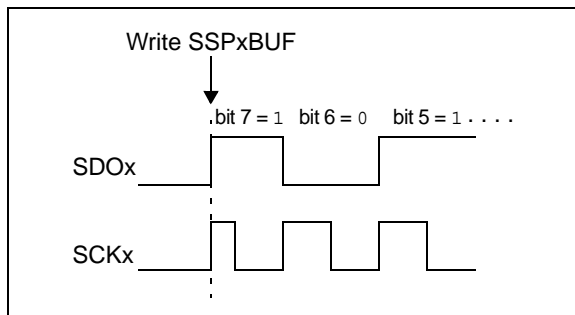 Write SSPxBUF
bit 7 = 1 bit 6 = 0 bit 5 = 1 . . . .
SDOx
SCKx